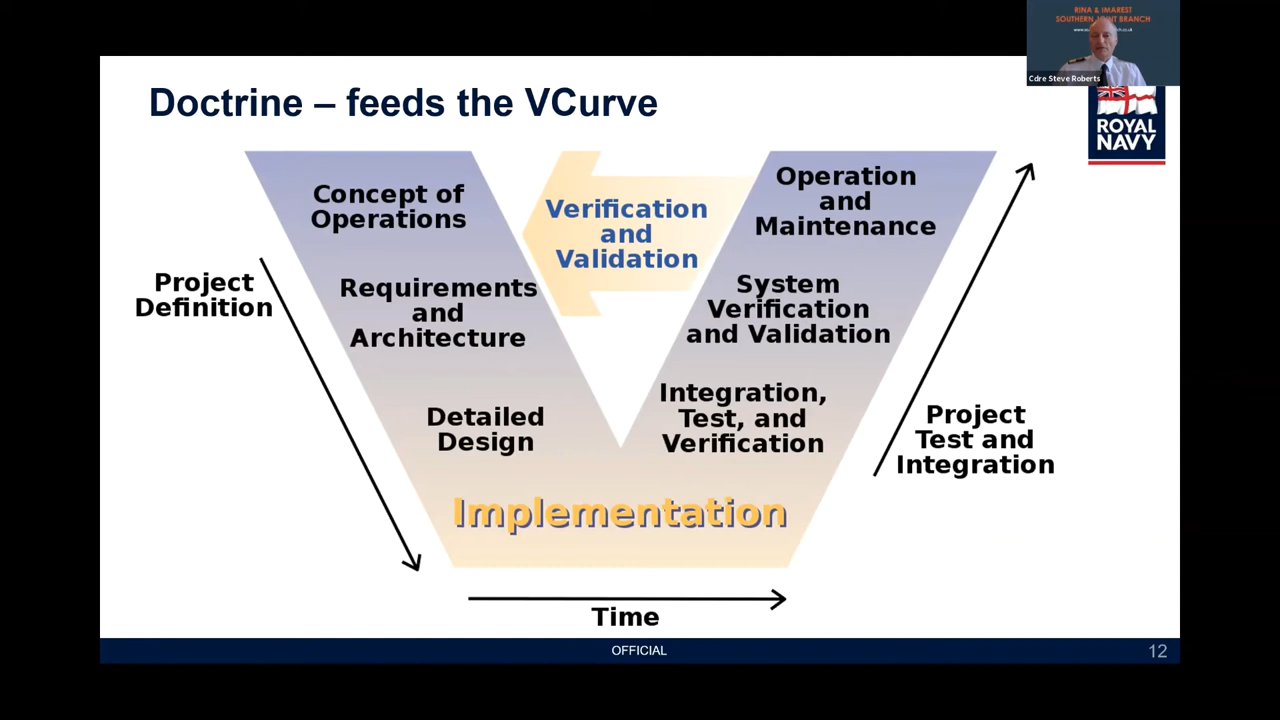 RINA & IMAREST
SOUTHERN JOINT BRANCH
Cdre Steve Roberts
Doctrine – feeds the VCurve
ROYAL
NAVY
Concept of
Operations
Verification
and
Validation
Operation
and
Maintenance
Project
Definition
Requirements
and
Architecture
System
Verification
and Validation
Detailed
Design
Integration,
Test, and
Verification
Project
Test and
Integration
Implementation
Time
OFFICIAL
12